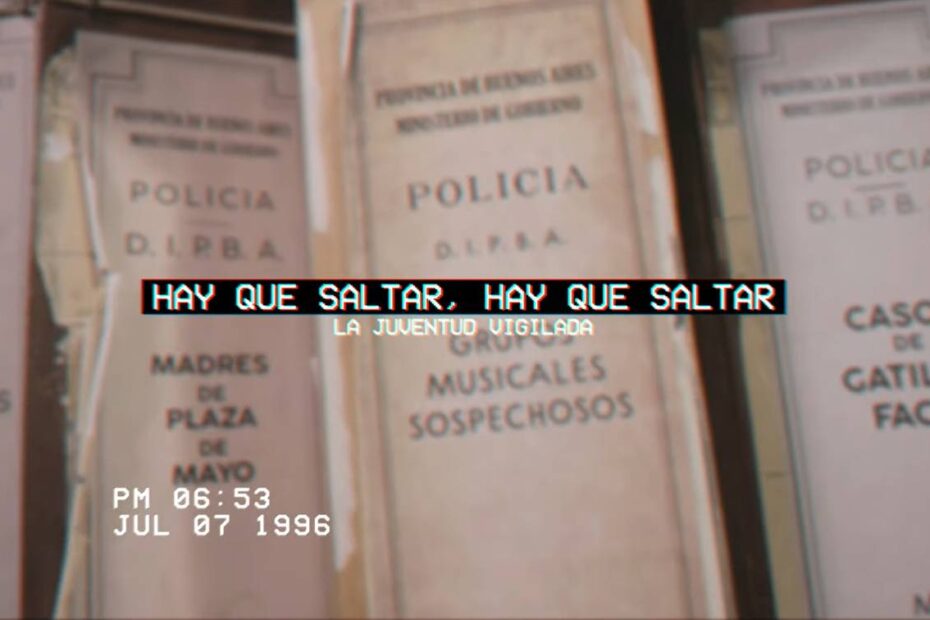 PROVINCIA DE BUENOS AIRES
MINISTERIO DE GOBIERNO
POLICIA
D. I. P. B. A.
MADRES
DE
PLAZA
DE
MAYO
PROVINCIA DE BUENOS AIRES
MINISTERIO DE GOBIERNO
POLICIA
D. I. P. B. A.
GRUPOS
MUSICALES
SOSPECHOSOS
PROVINCIA DE BUENOS
MINISTERIO DE GOBIERNO
POLICIA
D. I. P. B.
CASO
DE
GATIL
FAC
HAY QUE SALTAR, HAY QUE SALTAR
LA JUVENTUD VIGILADA
PM 06:53
JUL 07 1996